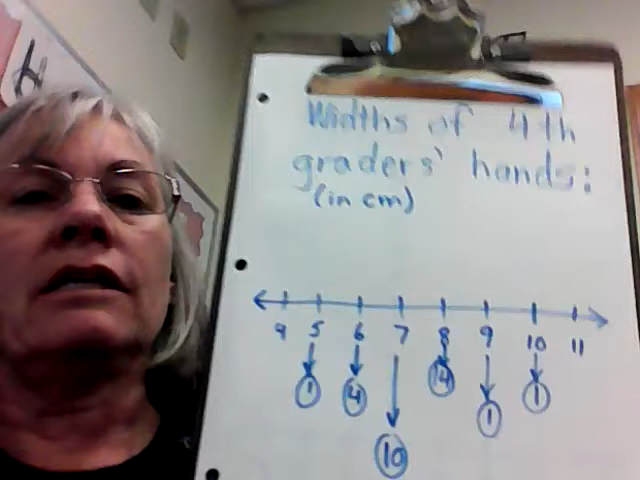 Widths of 4th
graders' hands:
(in cm)
4 5 6 7 8 9 10 11
1 4 10 14 1 1